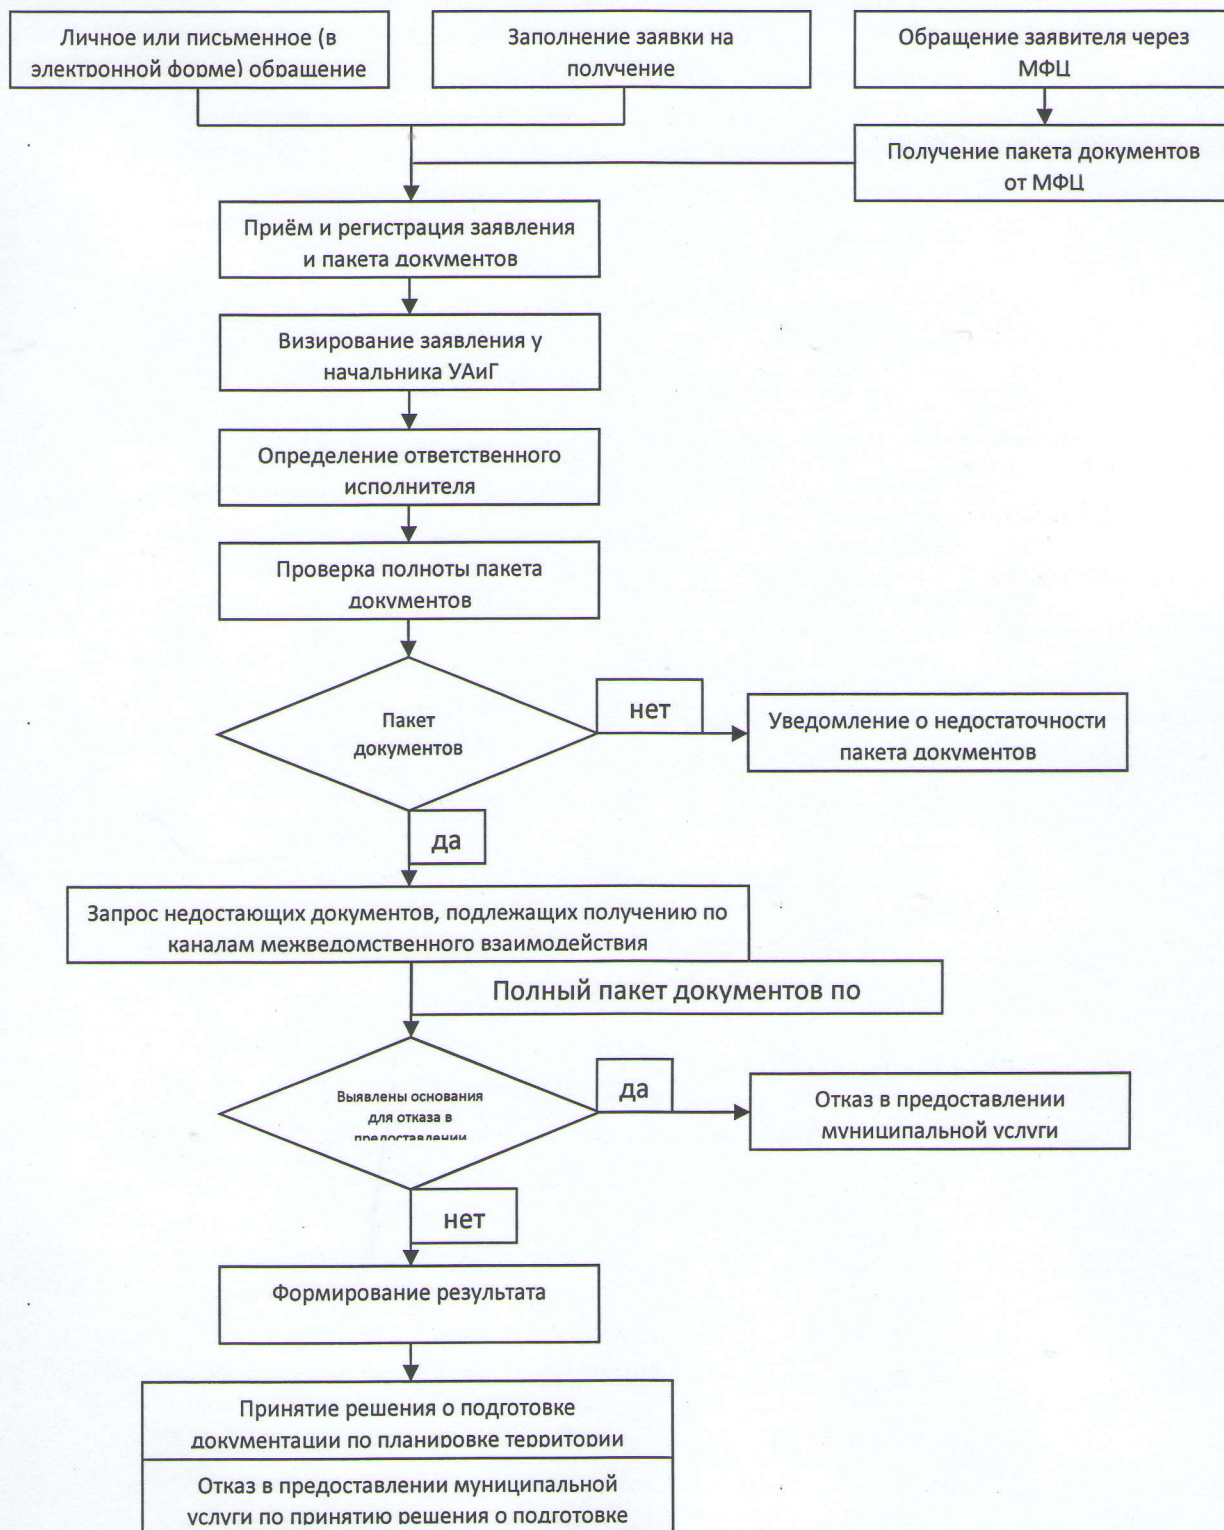 Личное или письменное (в
электронной форме) обращение
Заполнение заявки на
получение
Обращение заявителя через
МФЦ
Получение пакета документов
от МФЦ
Приём и регистрация заявления
и пакета документов
Визирование заявления у
начальника УАиГ
Определение ответственного
исполнителя
Проверка полноты пакета
документов
Пакет
документов
нет
Уведомление о недостаточности
пакета документов
да
Запрос недостающих документов, подлежащих получению по
каналам межведомственного взаимодействия
Полный пакет документов по
Выявлены основания
для отказа в
предоставлении
да
Отказ в предоставлении
муниципальной услуги
нет
Формирование результата
Принятие решения о подготовке
документации по планировке территории
Отказ в предоставлении муниципальной
услуги по принятию решения о подготовке